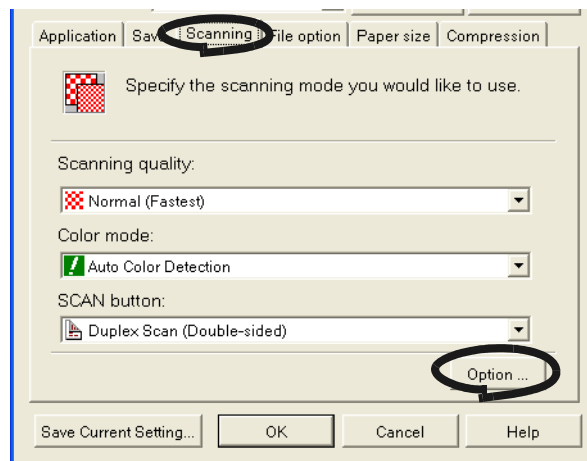 Application Save Scanning File option Paper size Compression
Specify the scanning mode you would like to use.
Scanning quality:
Normal (Fastest)
Color mode:
Auto Color Detection
SCAN button:
Duplex Scan (Double-sided)
Option ...
Save Current Setting... OK Cancel Help